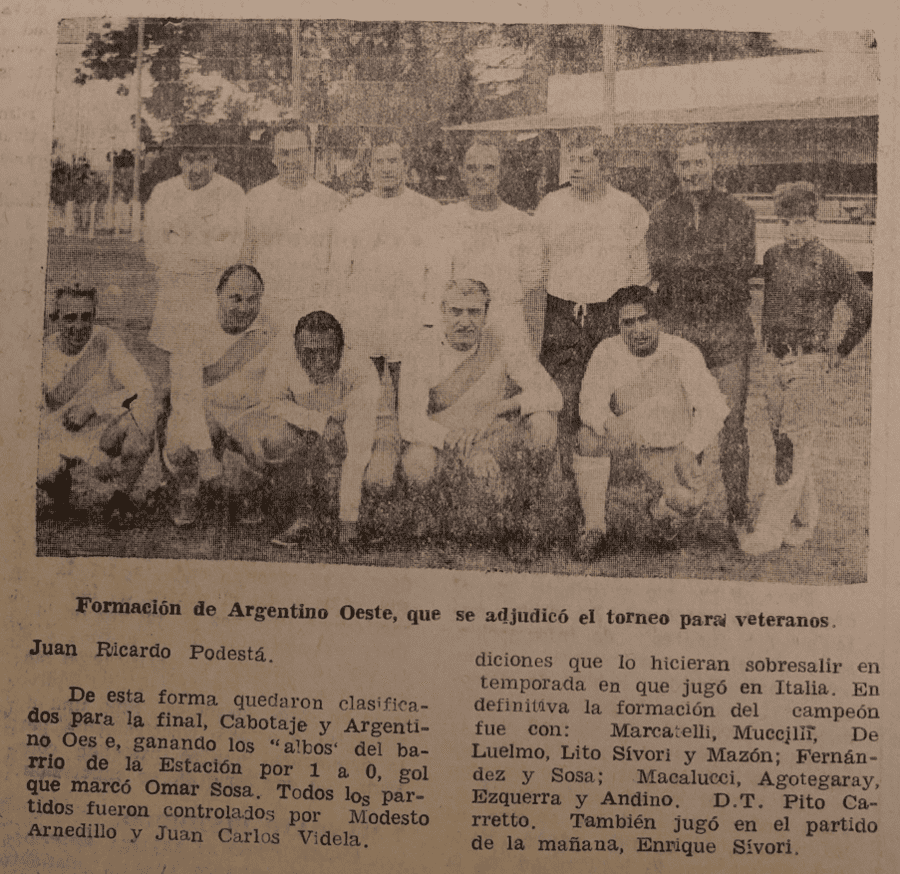 Formación de Argentino Oeste, que se adjudicó el torneo para veteranos.
Juan Ricardo Podestá.
De esta forma quedaron clasifica-
dos para la final, Cabotaje y Argenti-
no Oes e, ganando los "albos' del ba-
rrio de la Estación por 1 a 0, gol
que marcó Omar Sosa. Todos los par-
tidos fueron controlados por Modesto
Arnedillo y Juan Carlos Videla.
diciones que lo hicieran sobresalir en
temporada en que jugó en Italia. En
definitiva la formación del campeón
fue con: Marcatelli, Muccilli, De
Luelmo, Lito Sívori y Mazón; Fernán-
dez y Sosa; Macalucci, Agotegaray,
Ezquerra y Andino. D.T. Pito Ca-
rretto. También jugó en el partido
de la mañana, Enrique Sívori.